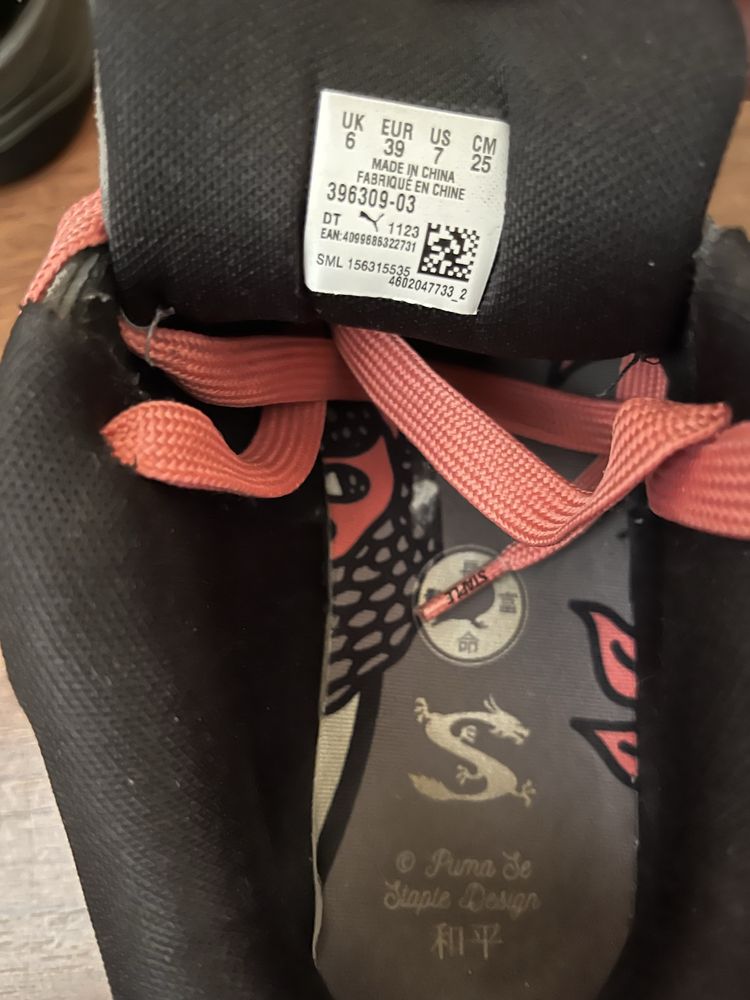 UK EUR US CM
6 39 7 25
MADE IN CHINA
FABRIQUÉ EN CHINE
396309-03
DT 1123
EAN:4099686322731
SML 156315535
4602047733_2
STAPLE
富
命
© Puma Se
Staple Design
和平